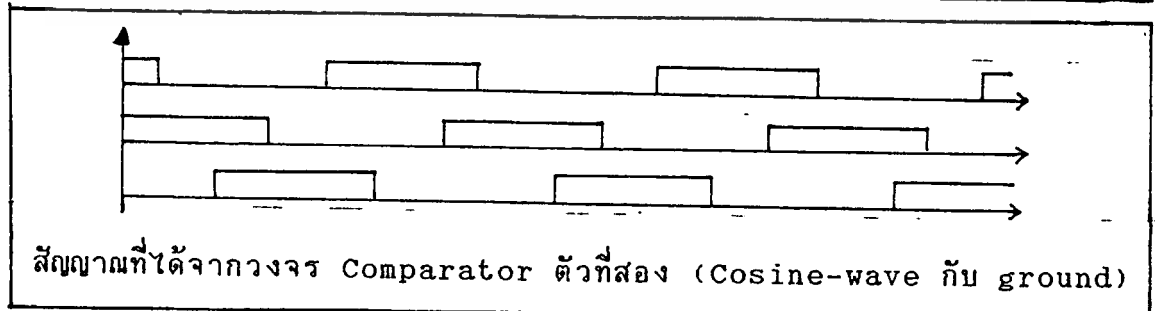 สัญญาณที่ได้จากวงจร Comparator ตัวที่สอง (Cosine-wave กับ ground)